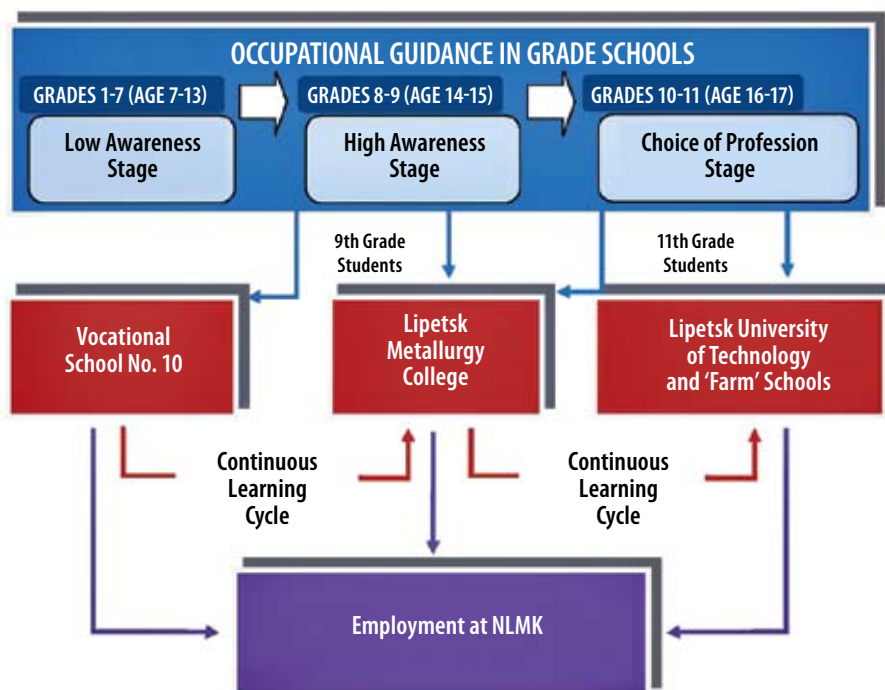 OCCUPATIONAL GUIDANCE IN GRADE SCHOOLS
GRADES 1-7 (AGE 7-13)
GRADES 8-9 (AGE 14-15)
GRADES 10-11 (AGE 16-17)
Low Awareness
Stage
High Awareness
Stage
Choice of Profession
Stage
9th Grade
Students
11th Grade
Students
Vocational
School No. 10
Lipetsk
Metallurgy
College
Lipetsk University
of Technology
and ‘Farm’ Schools
Continuous
Learning
Cycle
Continuous
Learning
Cycle
Employment at NLMK